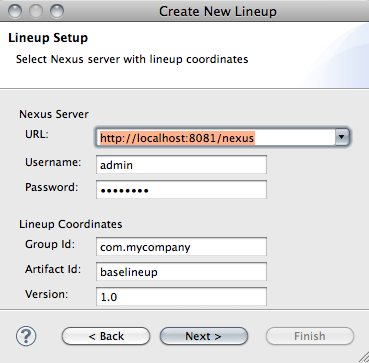 Create New Lineup
Lineup Setup
Select Nexus server with lineup coordinates
Nexus Server
URL: http://localhost:8081/nexus
Username: admin
Password: ••••••••
Lineup Coordinates
Group Id: com.mycompany
Artifact Id: baselineup
Version: 1.0
? < Back Next > Finish